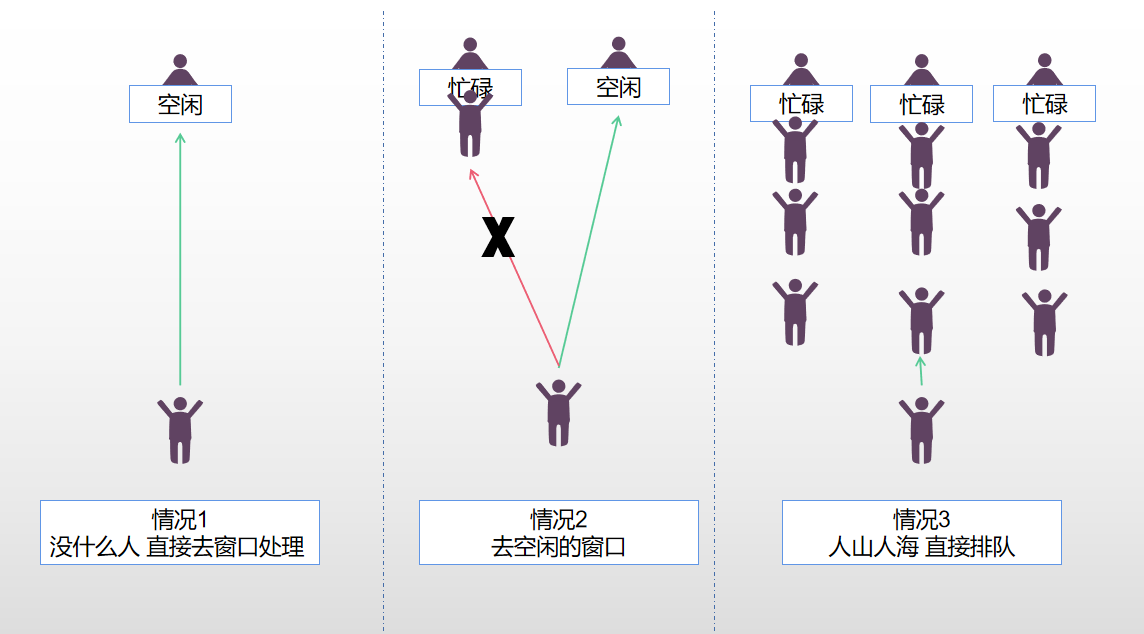 空闲
忙碌
空闲
忙碌
忙碌
忙碌
X
情况1
没什么人 直接去窗口处理
情况2
去空闲的窗口
情况3
人山人海 直接排队